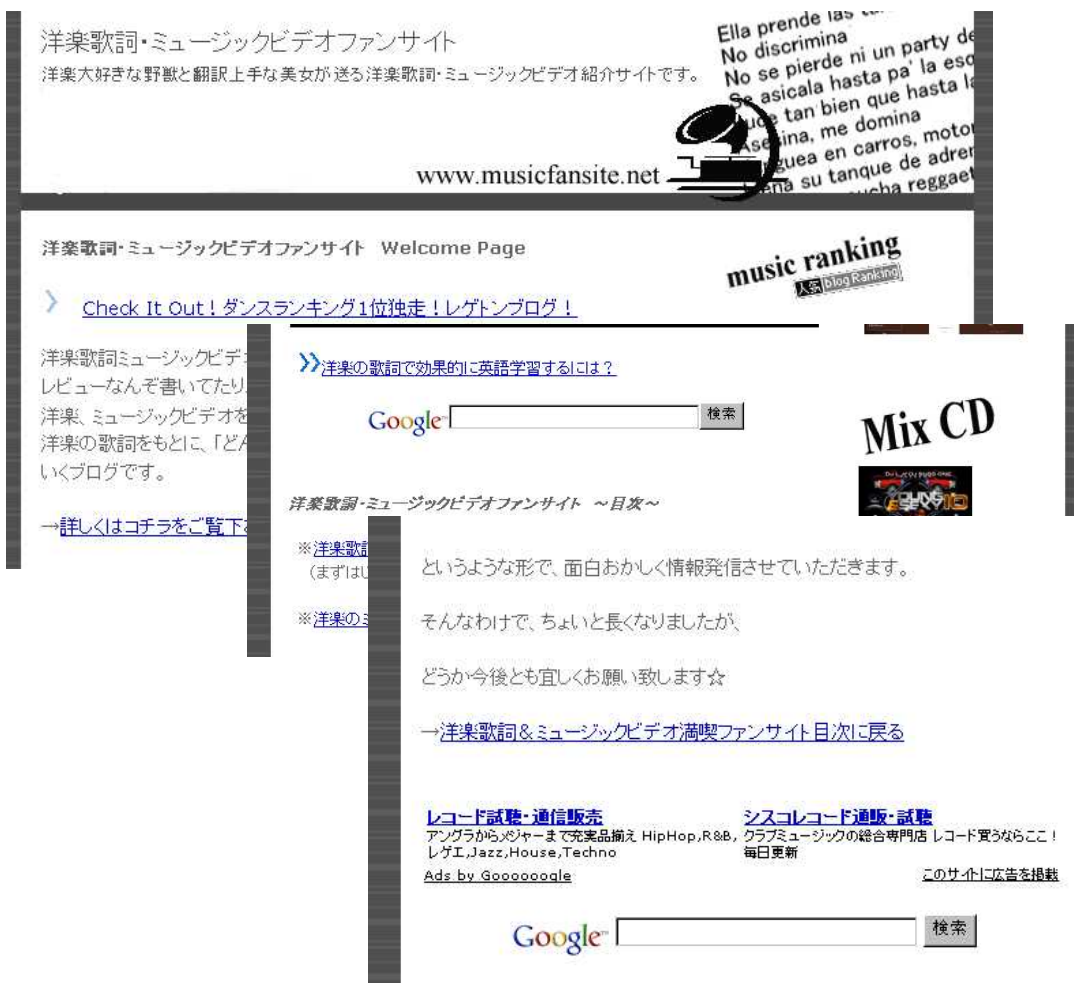 洋楽歌詞・ミュージックビデオファンサイト
洋楽大好きな野獣と翻訳上手な美女が送る洋楽歌詞・ミュージックビデオ紹介サイトです。
Ella prende las
No discrimina
No se pierde ni un party de
Se asicala hasta pa' la esq
tan bien que hasta la
Asesina, me domina
en carros, motor
su tanque de adren
reggaet
www.musicfansite.net
洋楽歌詞・ミュージックビデオファンサイト Welcome Page
music ranking
人気 blog Ranking
Check It Out!ダンスランキング1位独走!レゲトンブログ!
洋楽歌詞ミュージックビデ
レビューなんぞ書いてたり
洋楽、ミュージックビデオを
洋楽の歌詞をもとに、「ど
いくブログです。
→詳しくはコチラをご覧下
洋楽の歌詞で効果的に英語学習するには?
Google 検索
Mix CD
洋楽歌詞・ミュージックビデオファンサイト ~目次~
※洋楽歌
(まずは
※洋楽の
というような形で、面白おかしく情報発信させていただきます。
そんなわけで、ちょいと長くなりましたが、
どうか今後とも宜しくお願い致します☆
→洋楽歌詞&ミュージックビデオ満喫ファンサイト目次に戻る
レコード試聴・通信販売
アングラからメジャーまで充実品揃え HipHop,R&B,
レゲエ,Jazz,House,Techno
シスコレコード通販・試聴
クラブミュージックの総合専門店 レコード買うならここ!
毎日更新
Ads by Goooooogle
このサイトに広告を掲載
Google 検索